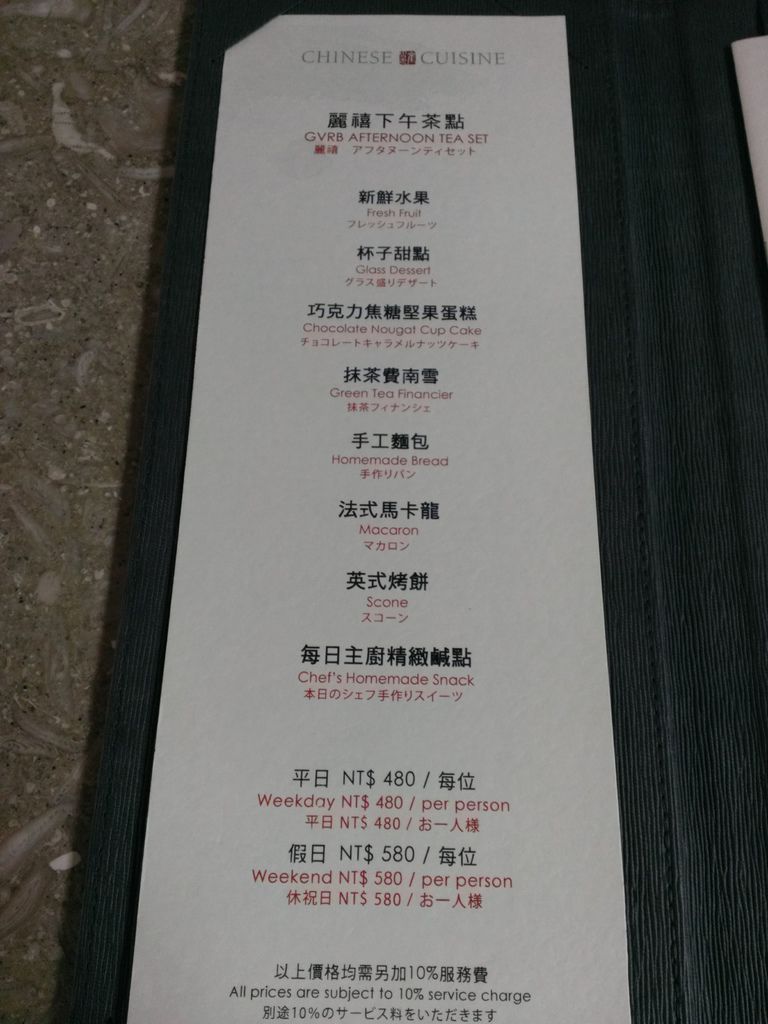 CHINESE CUISINE
麗禧下午茶點
GVRB AFTERNOON TEA SET
麗禧 アフタヌーンティセット
新鮮水果
Fresh Fruit
フレッシュフルーツ
杯子甜點
Glass Dessert
グラス盛りデザート
巧克力焦糖堅果蛋糕
Chocolate Nougat Cup Cake
チョコレートキャラメルナッツケーキ
抹茶費南雪
Green Tea Financier
抹茶フィナンシェ
手工麵包
Homemade Bread
手作りパン
法式馬卡龍
Macaron
マカロン
英式烤餅
Scone
スコーン
每日主廚精緻鹹點
Chef's Homemade Snack
本日のシェフ手作りスイーツ
平日 NT$ 480 / 每位
Weekday NT$ 480 / per person
平日 NT$ 480 / お一人様
假日 NT$ 580 / 每位
Weekend NT$ 580 / per person
休祝日 NT$ 580 / お一人様
以上價格均需另加10%服務費
All prices are subject to 10% service charge
別途10%のサービス料をいただきます